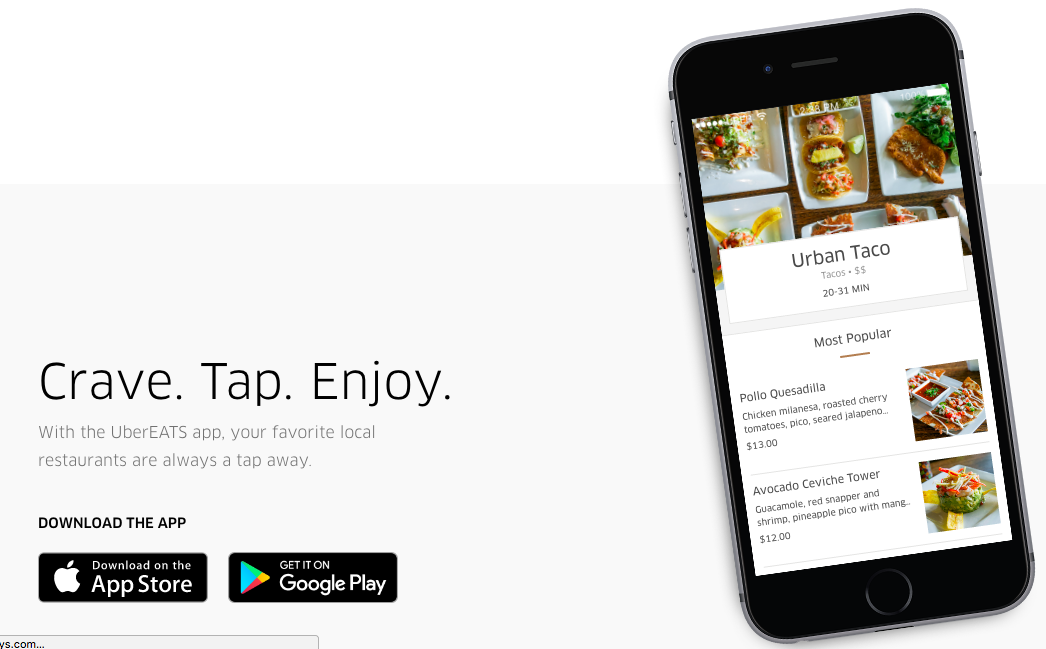 Crave. Tap. Enjoy.
With the UberEATS app, your favorite local
restaurants are always a tap away.
DOWNLOAD THE APP
Download on the
App Store
GET IT ON
Google Play
ys.com...
PM
Urban Taco
Tacos • $$
20-31 MIN
Most Popular
Pollo Quesadilla
Chicken milanesa, roasted cherry
tomatoes, pico, seared jalapeno...
$13.00
Avocado Ceviche Tower
Guacamole, red snapper and
shrimp, pineapple pico with mang...
$12.00